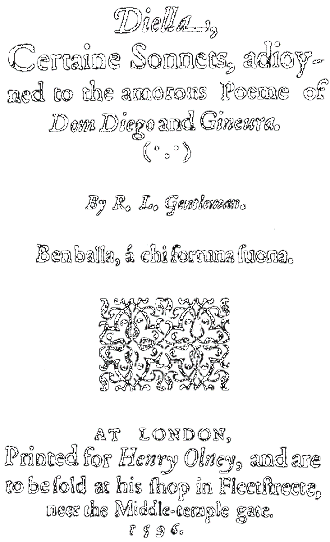 Diella,
Certaine Sonnets, adioy-
ned to the amorous Poeme of
Dom Diego and Gineura.
(∵)
By R. L. Gentleman.
Ben balla, á chi fortuna suona.
AT LONDON,
Printed for Henry Olney, and are
to be sold at his shop in Fleetstreete,
neer the Middle-temple gate.
1596.